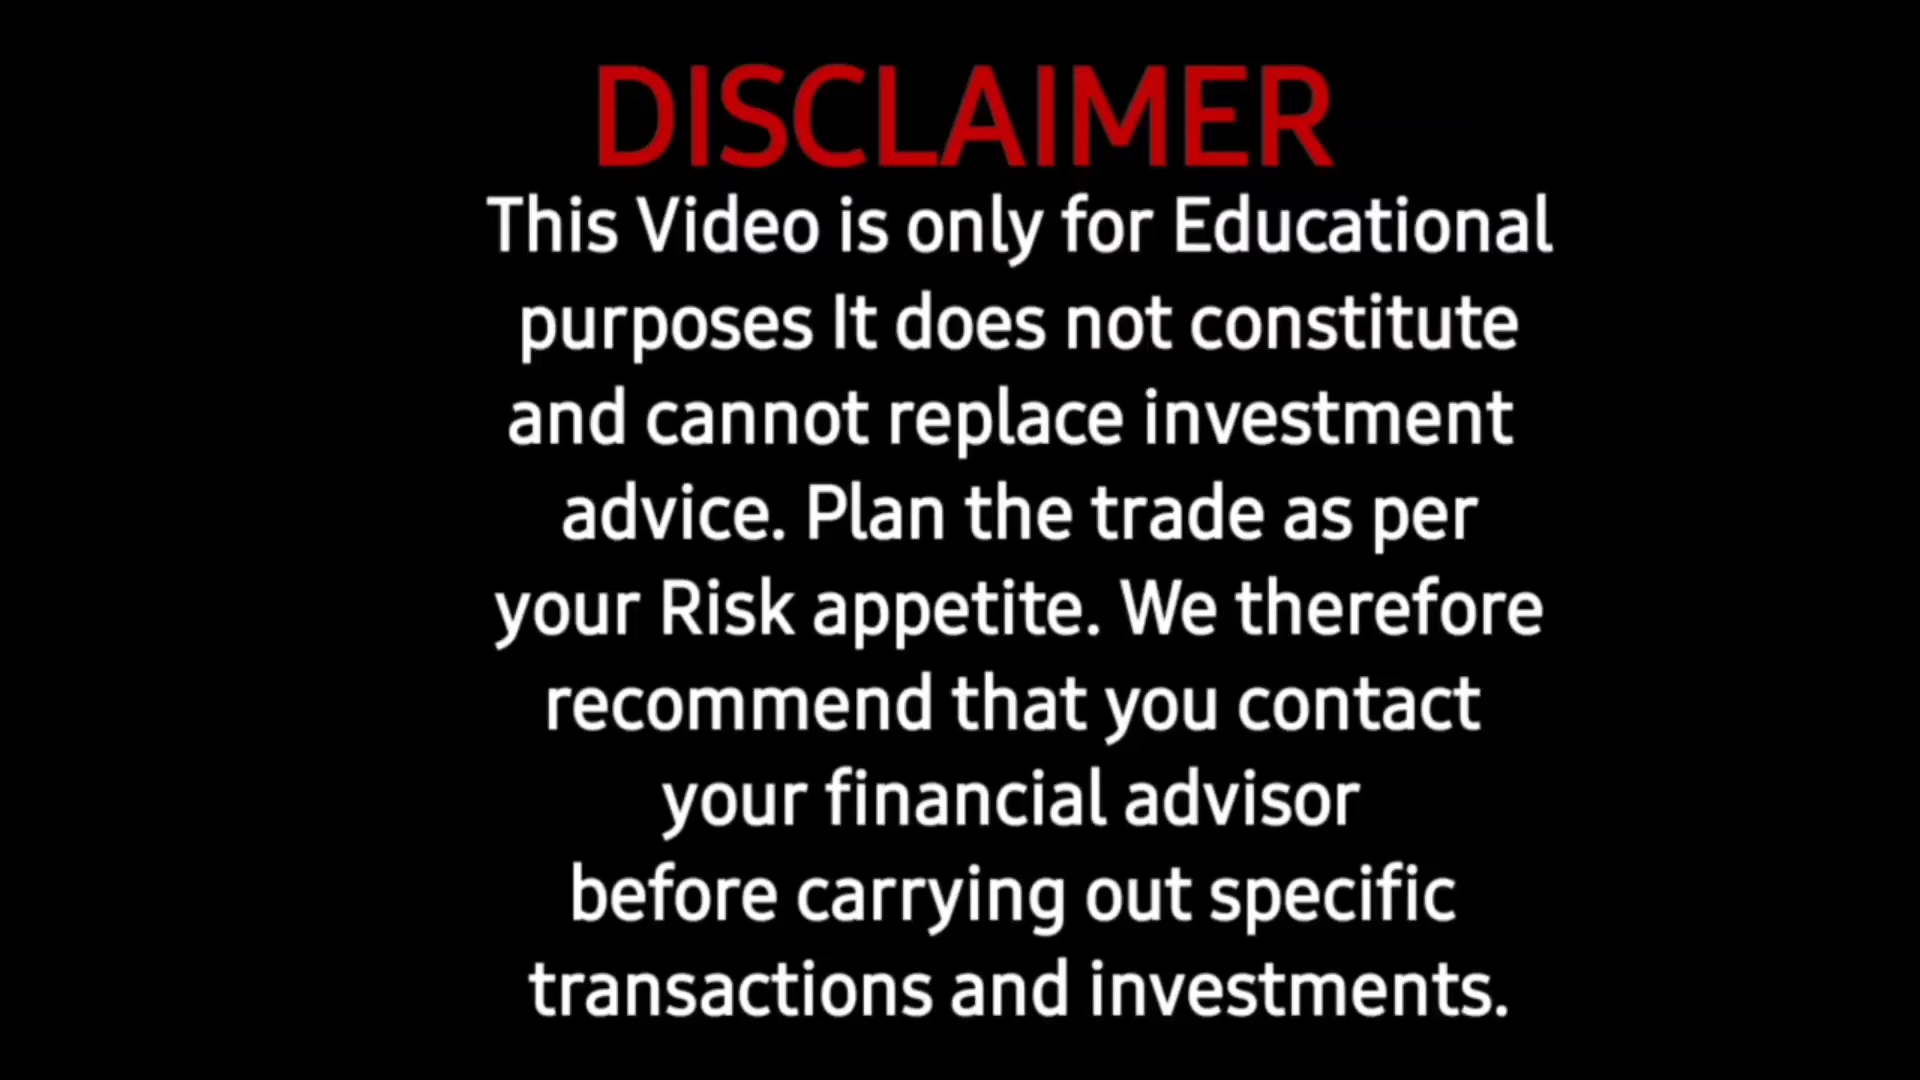 DISCLAIMER
This Video is only for Educational
purposes It does not constitute
and cannot replace investment
advice. Plan the trade as per
your Risk appetite. We therefore
recommend that you contact
your financial advisor
before carrying out specific
transactions and investments.